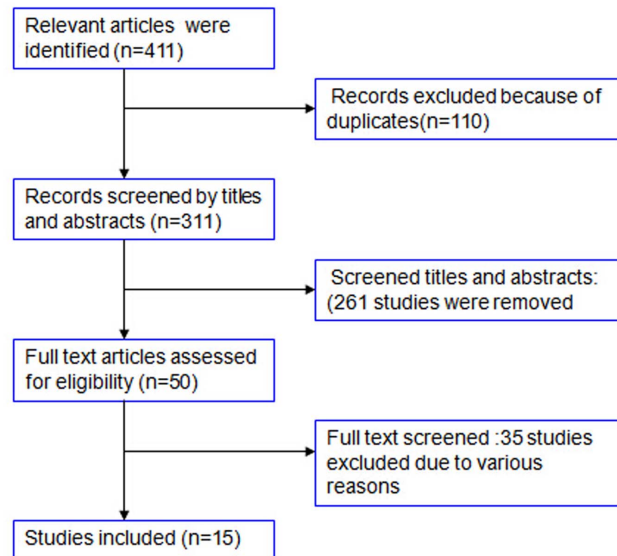 Relevant articles were
identified (n=411)
Records excluded because of
duplicates(n=110)
Records screened by titles
and abstracts (n=311)
Screened titles and abstracts:
(261 studies were removed
Full text articles assessed
for eligibility (n=50)
Full text screened :35 studies
excluded due to various
reasons
Studies included (n=15)